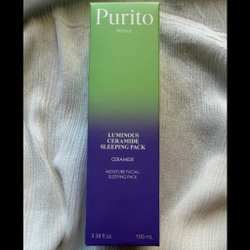 Purito
SEOUL
LUMINOUS
CERAMIDE
SLEEPING PACK
CERAMIDE
MOISTURE FACIAL
SLEEPING PACK
3.38 fl.oz. 100 mL